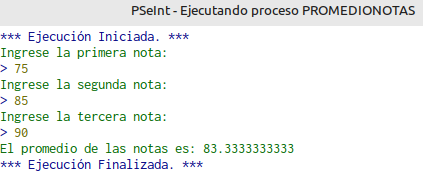 PSeInt - Ejecutando proceso PROMEDIONOTAS
*** Ejecución Iniciada. ***
Ingrese la primera nota:
> 75
Ingrese la segunda nota:
> 85
Ingrese la tercera nota:
> 90
El promedio de las notas es: 83.3333333333
*** Ejecución Finalizada. ***